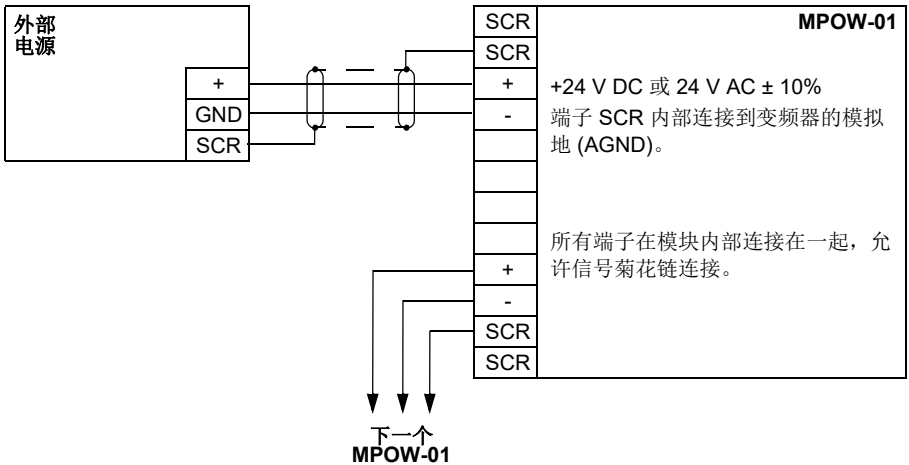 外部
电源
+
GND
SCR
SCR
SCR
+
-
+
-
SCR
SCR
MPOW-01
+24 V DC 或 24 V AC ± 10%
端子 SCR 内部连接到变频器的模拟
地 (AGND)。
所有端子在模块内部连接在一起，允
许信号菊花链连接。
下一个
MPOW-01